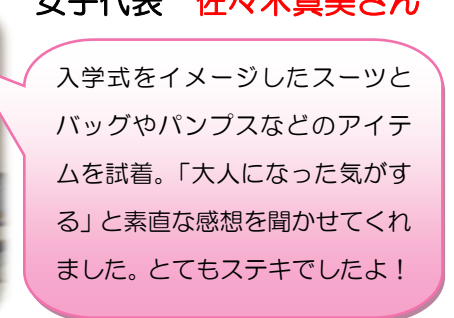 女子代表 佐々木真美さん
入学式をイメージしたスーツと
バッグやパンプスなどのアイテ
ムを試着。「大人になった気がす
る」と素直な感想を聞かせてくれ
ました。とてもステキでしたよ！